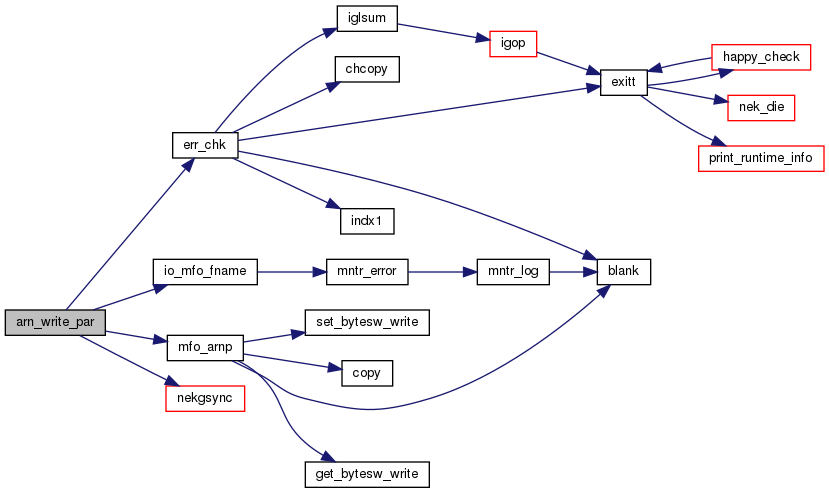 iglsum
igop
happy_check
chcopy
exitt
nek_die
err_chk
print_runtime_info
indx1
io_mfo_fname
mntr_error
mntr_log
blank
arn_write_par
set_bytesw_write
mfo_arnp
copy
nekgsync
get_bytesw_write